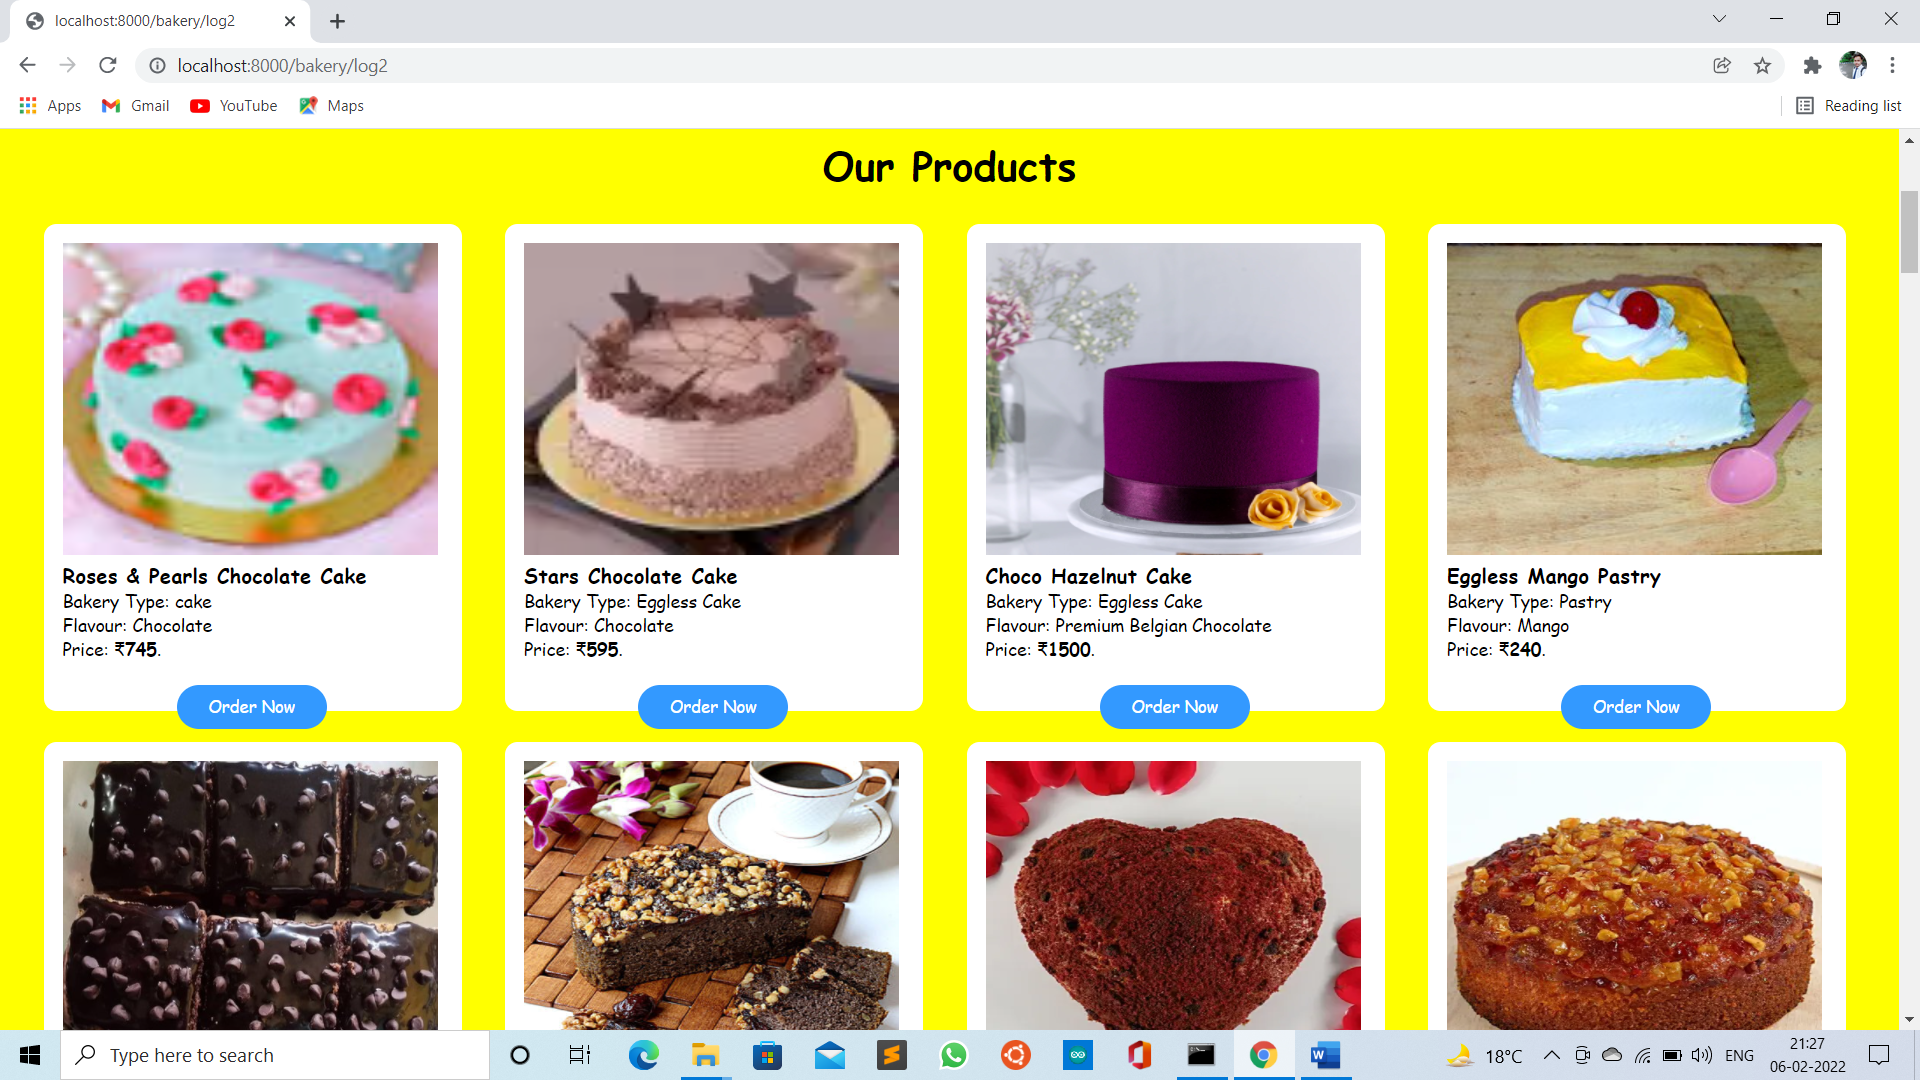 localhost:8000/bakery/log2
localhost:8000/bakery/log2
Apps Gmail YouTube Maps Reading list
Our Products
Roses & Pearls Chocolate Cake
Bakery Type: cake
Flavour: Chocolate
Price: ₹745.
Order Now
Stars Chocolate Cake
Bakery Type: Eggless Cake
Flavour: Chocolate
Price: ₹595.
Order Now
Choco Hazelnut Cake
Bakery Type: Eggless Cake
Flavour: Premium Belgian Chocolate
Price: ₹1500.
Order Now
Eggless Mango Pastry
Bakery Type: Pastry
Flavour: Mango
Price: ₹240.
Order Now
Type here to search
18°C
ENG
21:27
06-02-2022